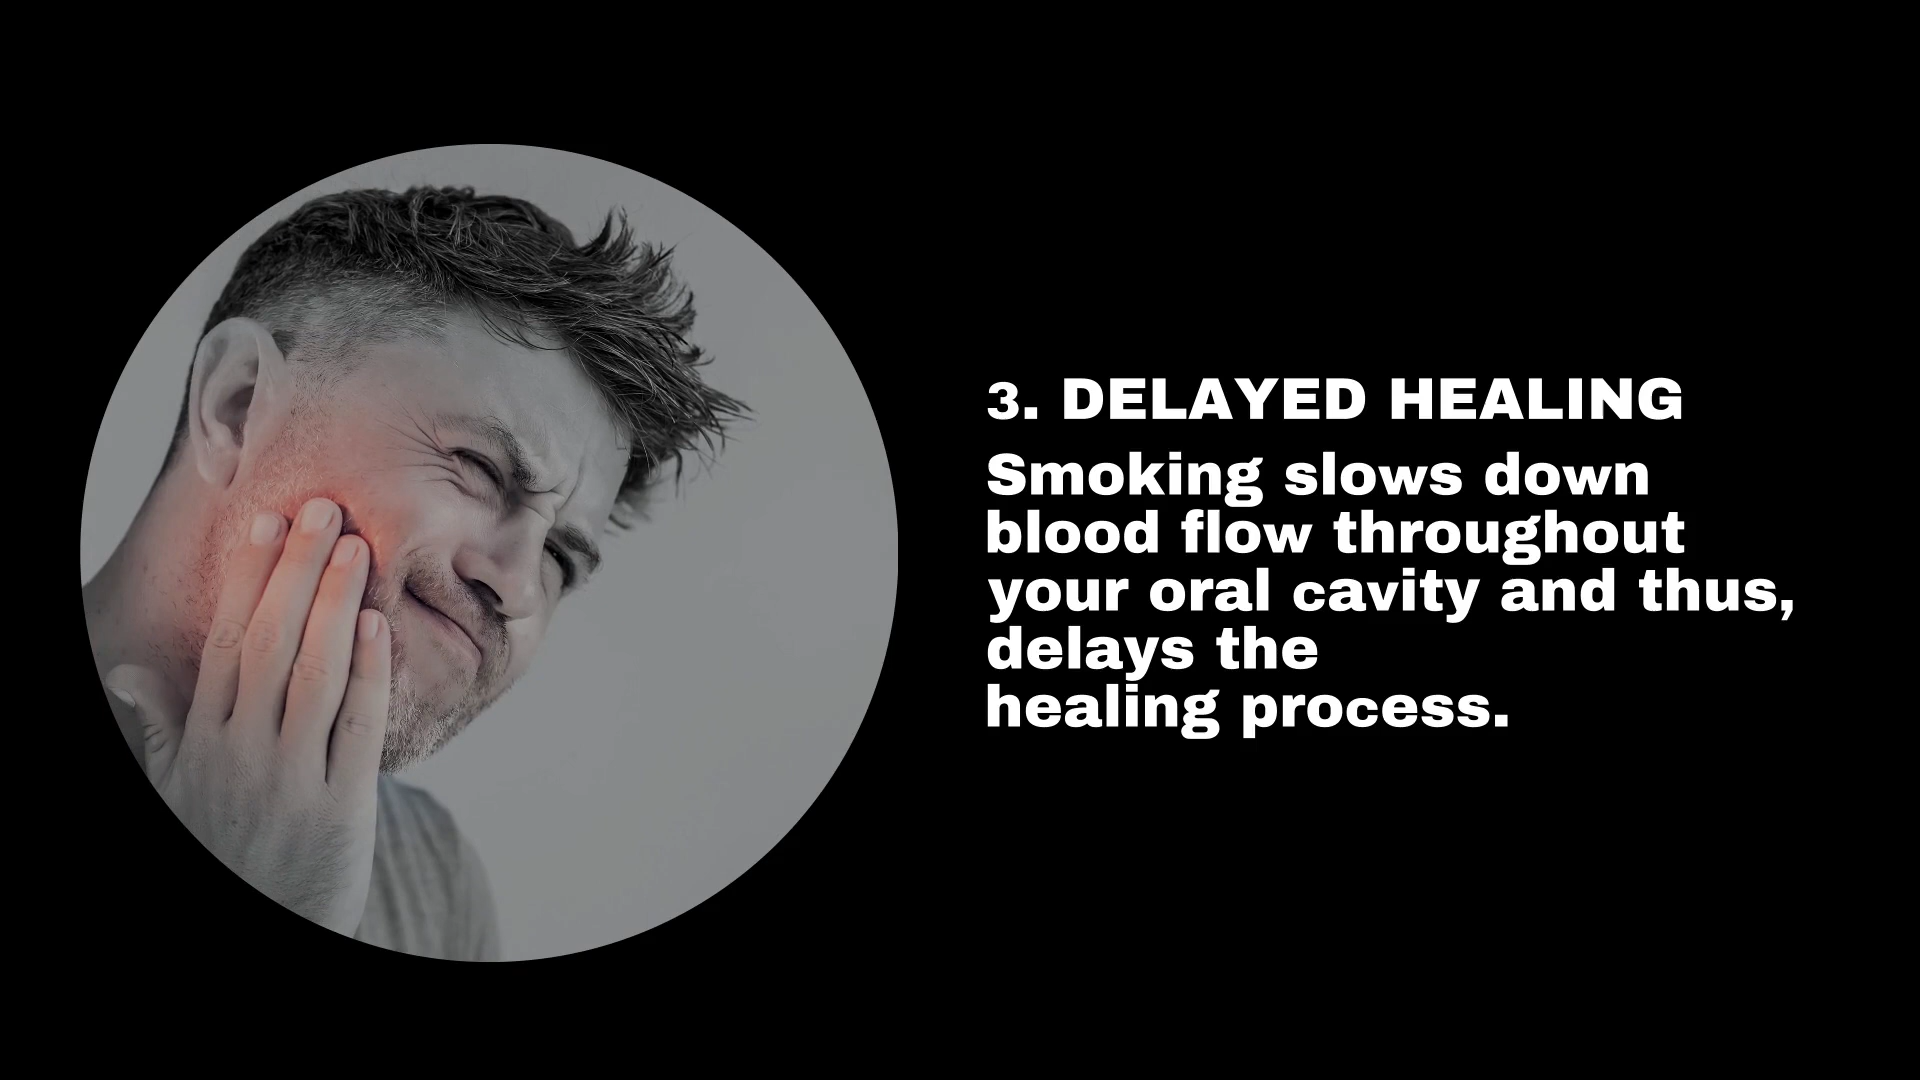 3. DELAYED HEALING
Smoking slows down
blood flow throughout
your oral cavity and thus,
delays the
healing process.